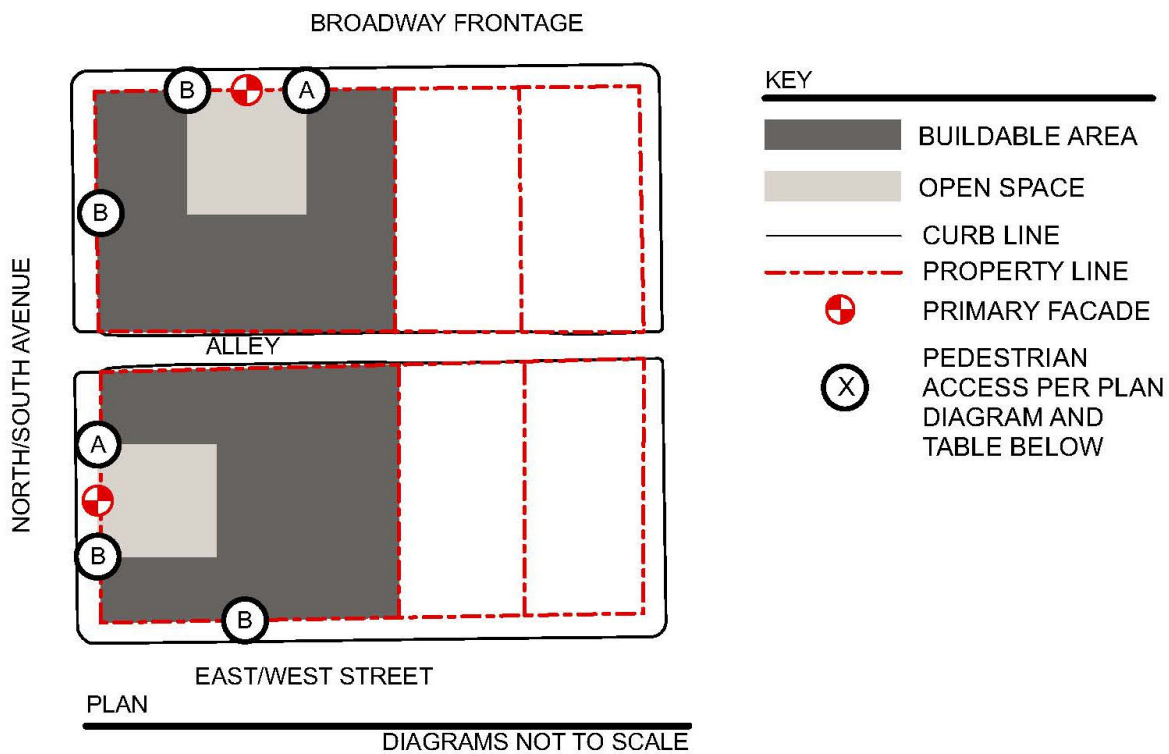 BROADWAY FRONTAGE
B
A
B
NORTH/SOUTH AVENUE
ALLEY
A
B
B
EAST/WEST STREET
PLAN
DIAGRAMS NOT TO SCALE
KEY
BUILDABLE AREA
OPEN SPACE
CURB LINE
PROPERTY LINE
PRIMARY FACADE
X
PEDESTRIAN
ACCESS PER PLAN
DIAGRAM AND
TABLE BELOW